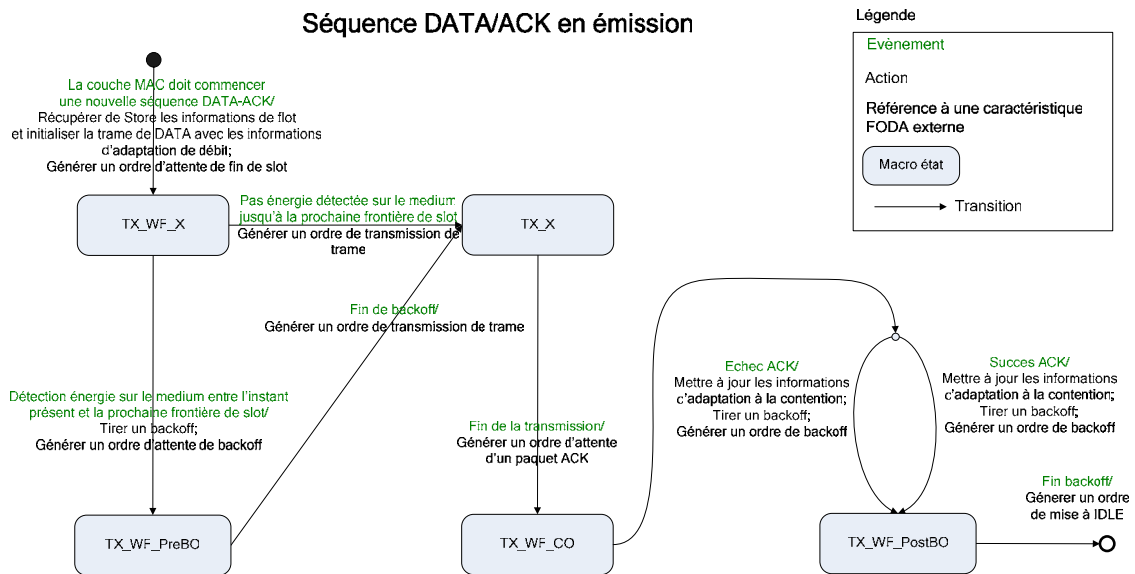 Séquence DATA/ACK en émission
Légende
Evènement
Action
Référence à une caractéristique
FODA externe
Macro état
Transition
La couche MAC doit commencer
une nouvelle séquence DATA-ACK/
Récupérer de Store les informations de flot
et initialiser la trame de DATA avec les informations
d'adaptation de débit;
Générer un ordre d'attente de fin de slot
TX_WF_X
Pas énergie détectée sur le medium
jusqu'à la prochaine frontière de slot
Générer un ordre de transmission de
trame
TX_X
Fin de backoff/
Générer un ordre de transmission de trame
Détection énergie sur le medium entre l'instant
présent et la prochaine frontière de slot/
Tirer un backoff;
Générer un ordre d'attente de backoff
Fin de la transmission/
Générer un ordre d'attente
d'un paquet ACK
Echec ACK/
Mettre à jour les informations
c'adaptation à la contention;
Tirer un backoff;
Générer un ordre de backoff
Succes ACK/
Mettre à jour les informations
c'adaptation à la contention;
Tirer un backoff;
Générer un ordre de backoff
Fin backoff/
Génerer un ordre
de mise à IDLE
TX_WF_PreBO
TX_WF_CO
TX_WF_PostBO